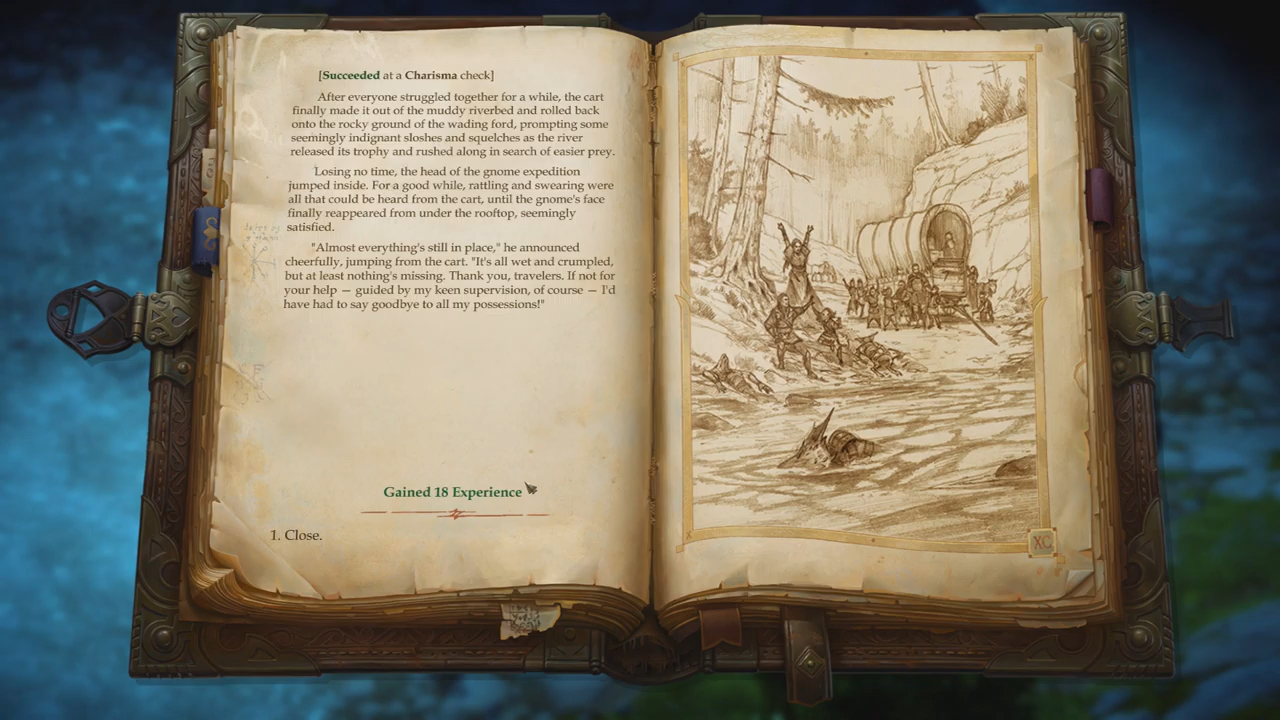 [Succeeded at a Charisma check]
After everyone struggled together for a while, the cart
finally made it out of the muddy riverbed and rolled back
onto the rocky ground of the wading ford, prompting some
seemingly indignant sloshes and squelches as the river
released its trophy and rushed along in search of easier prey.
Losing no time, the head of the gnome expedition
jumped inside. For a good while, rattling and swearing were
all that could be heard from the cart, until the gnome's face
finally reappeared from under the rooftop, seemingly
satisfied.
"Almost everything's still in place," he announced
cheerfully, jumping from the cart. "It's all wet and crumpled,
but at least nothing's missing. Thank you, travelers. If not for
your help — guided by my keen supervision, of course — I'd
have had to say goodbye to all my possessions!"
Gained 18 Experience
1. Close.
XC